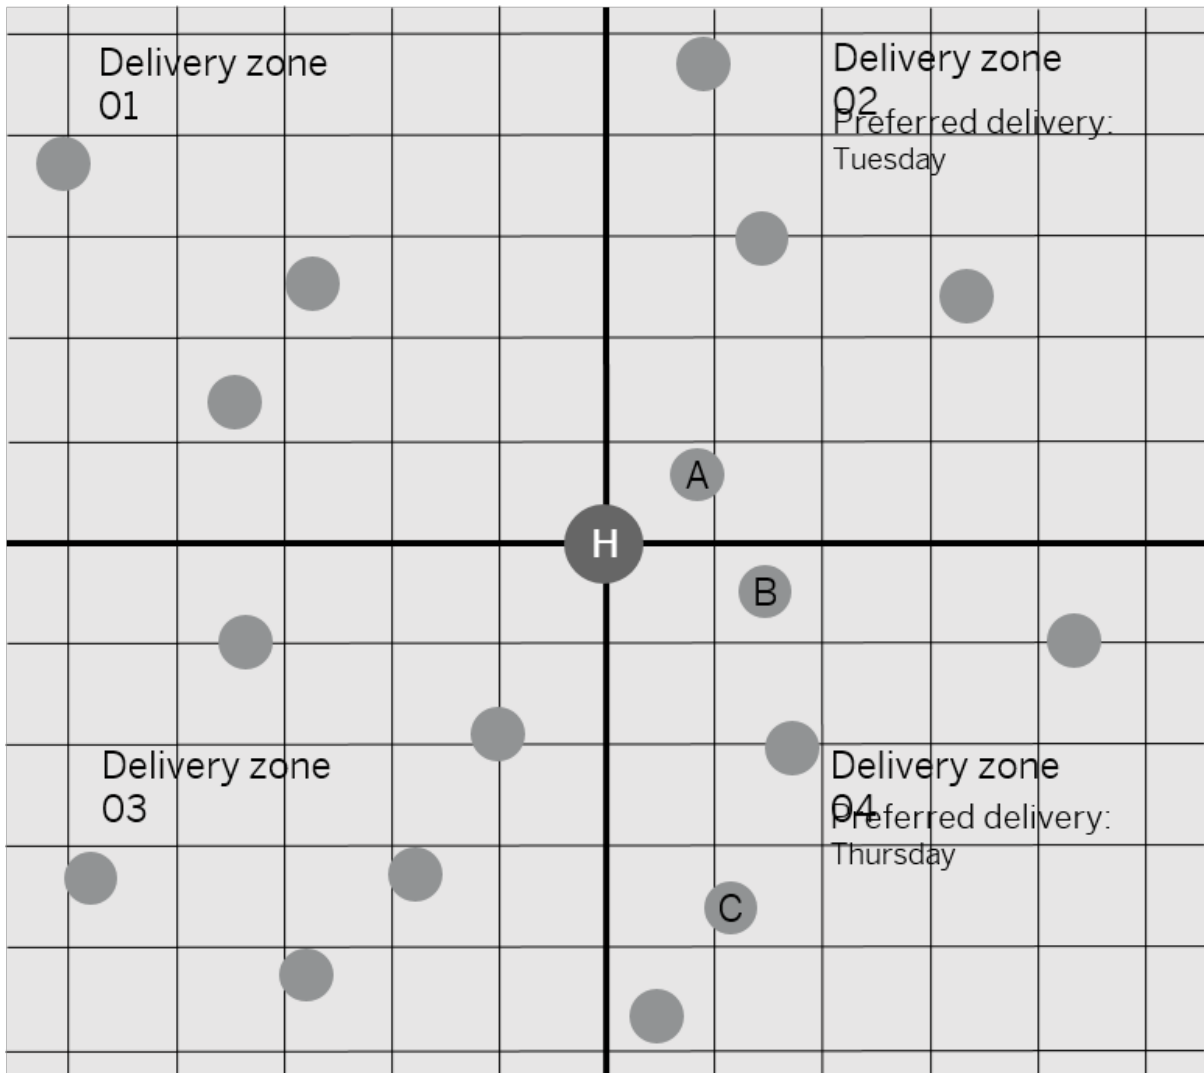 Delivery zone
01
Delivery zone
02
Preferred delivery:
Tuesday
A
H
B
Delivery zone
03
Delivery zone
04
Preferred delivery:
Thursday
C